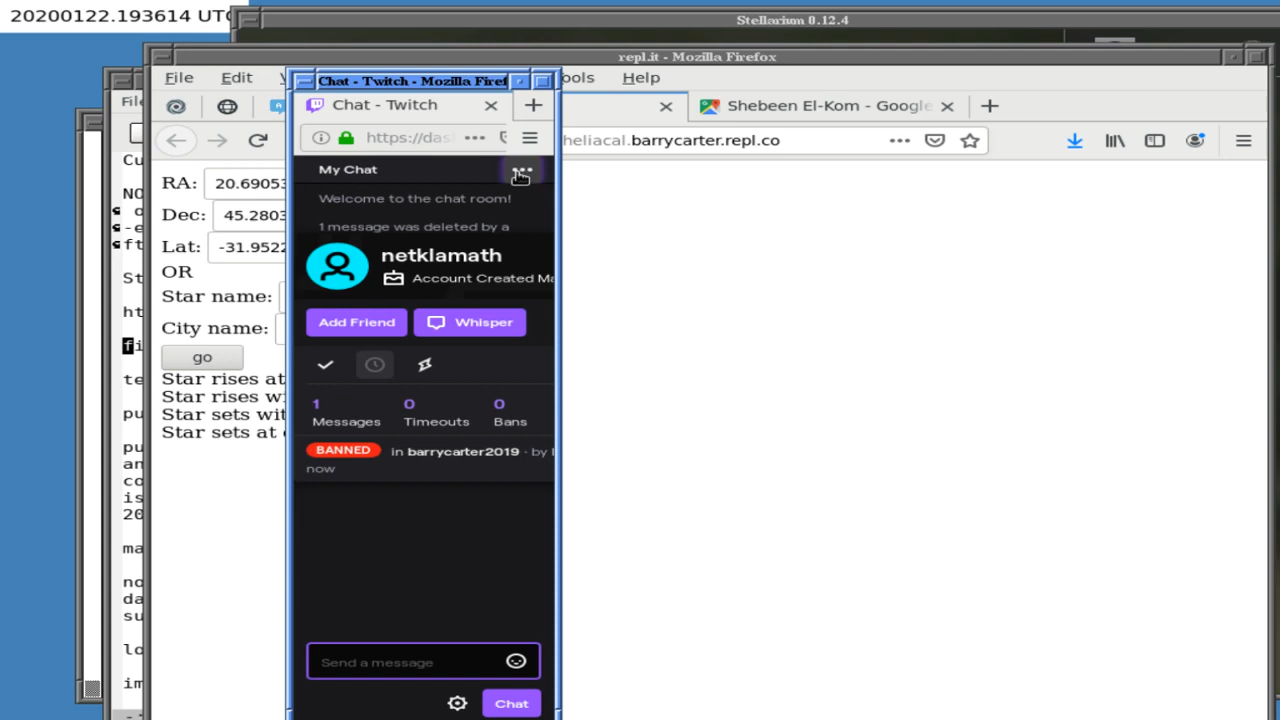 20200122.193614 UTC
Stellarium 0.12.4
repl.it - Mozilla Firefox
File Edit Help
Shebeen El-Kom - Google
heliacal.barrycarter.repl.co
RA: 20.69053
Dec: 45.2803
Lat: -31.9522
OR
Star name:
City name:
go
Star rises at
Star rises wi
Star sets wit
Star sets at
Chat - Twitch - Mozilla Firef
Chat - Twitch
https://das
My Chat
Welcome to the chat room!
1 message was deleted by a
netklamath
Account Created Ma
Add Friend Whisper
1 0 0
Messages Timeouts Bans
BANNED in barrycarter2019 · by
now
Send a message
Chat